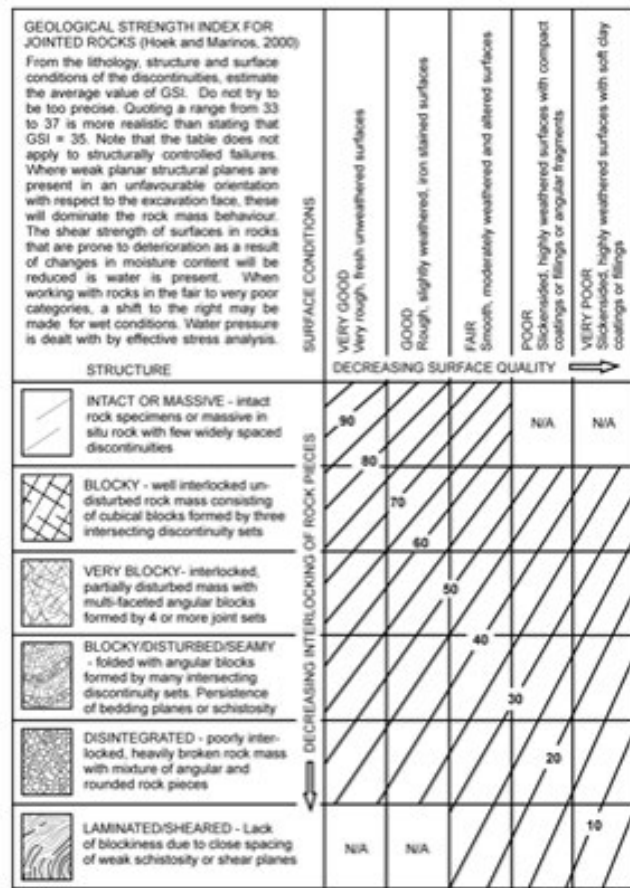 GEOLOGICAL STRENGTH INDEX FOR
JOINTED ROCKS (Hoek and Marinos, 2000)
From the lithology, structure and surface
conditions of the discontinuities, estimate
the average value of GSI. Do not try to
be too precise. Quoting a range from 33
to 37 is more realistic than stating that
GSI = 35. Note that the table does not
apply to structurally controlled failures.
Where weak planar structural planes are
present in an unfavourable orientation
with respect to the excavation face, these
will dominate the rock mass behaviour.
The shear strength of surfaces in rocks
that are prone to deterioration as a result
of changes in moisture content will be
reduced is water is present. When
working with rocks in the fair to very poor
categories, a shift to the right may be
made for wet conditions. Water pressure
is dealt with by effective stress analysis.
STRUCTURE
SURFACE CONDITIONS
VERY GOOD
Very rough, fresh unweathered surfaces
GOOD
Rough, slightly weathered, iron stained surfaces
FAIR
Smooth, moderately weathered and altered surfaces
POOR
Slickensided, highly weathered surfaces with compact
coatings or fillings or angular fragments
VERY POOR
Slickensided, highly weathered surfaces with soft clay
coatings or fillings
DECREASING SURFACE QUALITY
DECREASING INTERLOCKING OF ROCK PIECES
INTACT OR MASSIVE - intact
rock specimens or massive in
situ rock with few widely spaced
discontinuities
90
N/A
N/A
80
BLOCKY - well interlocked un-
disturbed rock mass consisting
of cubical blocks formed by three
intersecting discontinuity sets
70
60
VERY BLOCKY- interlocked,
partially disturbed mass with
multi-faceted angular blocks
formed by 4 or more joint sets
50
40
BLOCKY/DISTURBED/SEAMY
- folded with angular blocks
formed by many intersecting
discontinuity sets. Persistence
of bedding planes or schistosity
30
DISINTEGRATED - poorly inter-
locked, heavily broken rock mass
with mixture of angular and
rounded rock pieces
20
LAMINATED/SHEARED - Lack
of blockiness due to close spacing
of weak schistosity or shear planes
N/A
N/A
10